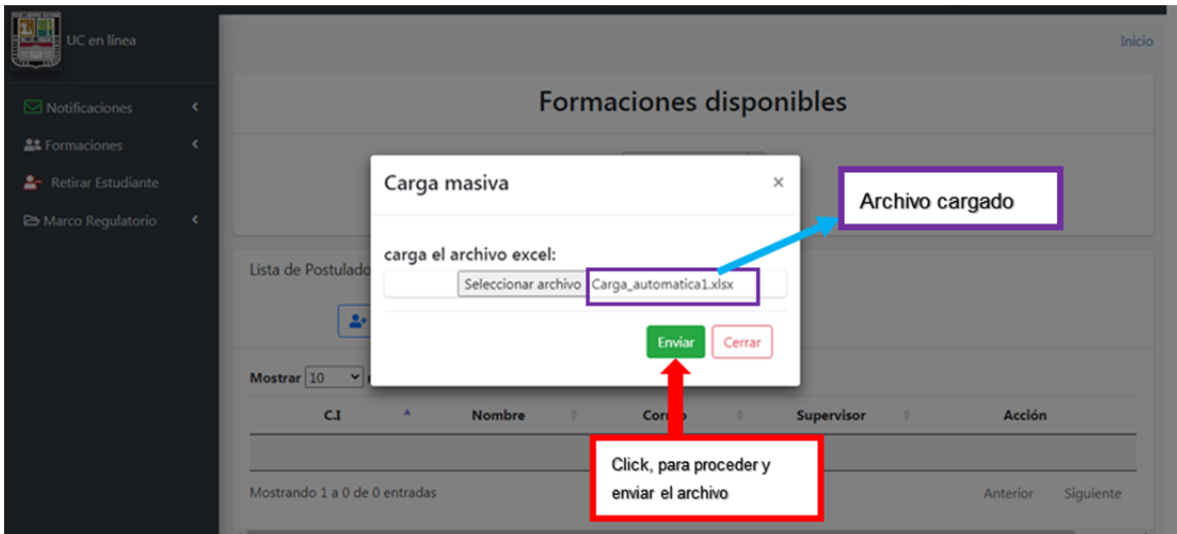 UC en línea
Inicio
Notificaciones
Formaciones
Retirar Estudiante
Marco Regulatorio
Formaciones disponibles
Carga masiva
×
carga el archivo excel:
Seleccionar archivo Carga_automatica1.xlsx
Enviar Cerrar
Archivo cargado
Lista de Postulado
Mostrar 10
C.I Nombre Supervisor Acción
Click, para proceder y
enviar el archivo
Mostrando 1 a 0 de 0 entradas
Anterior Siguiente